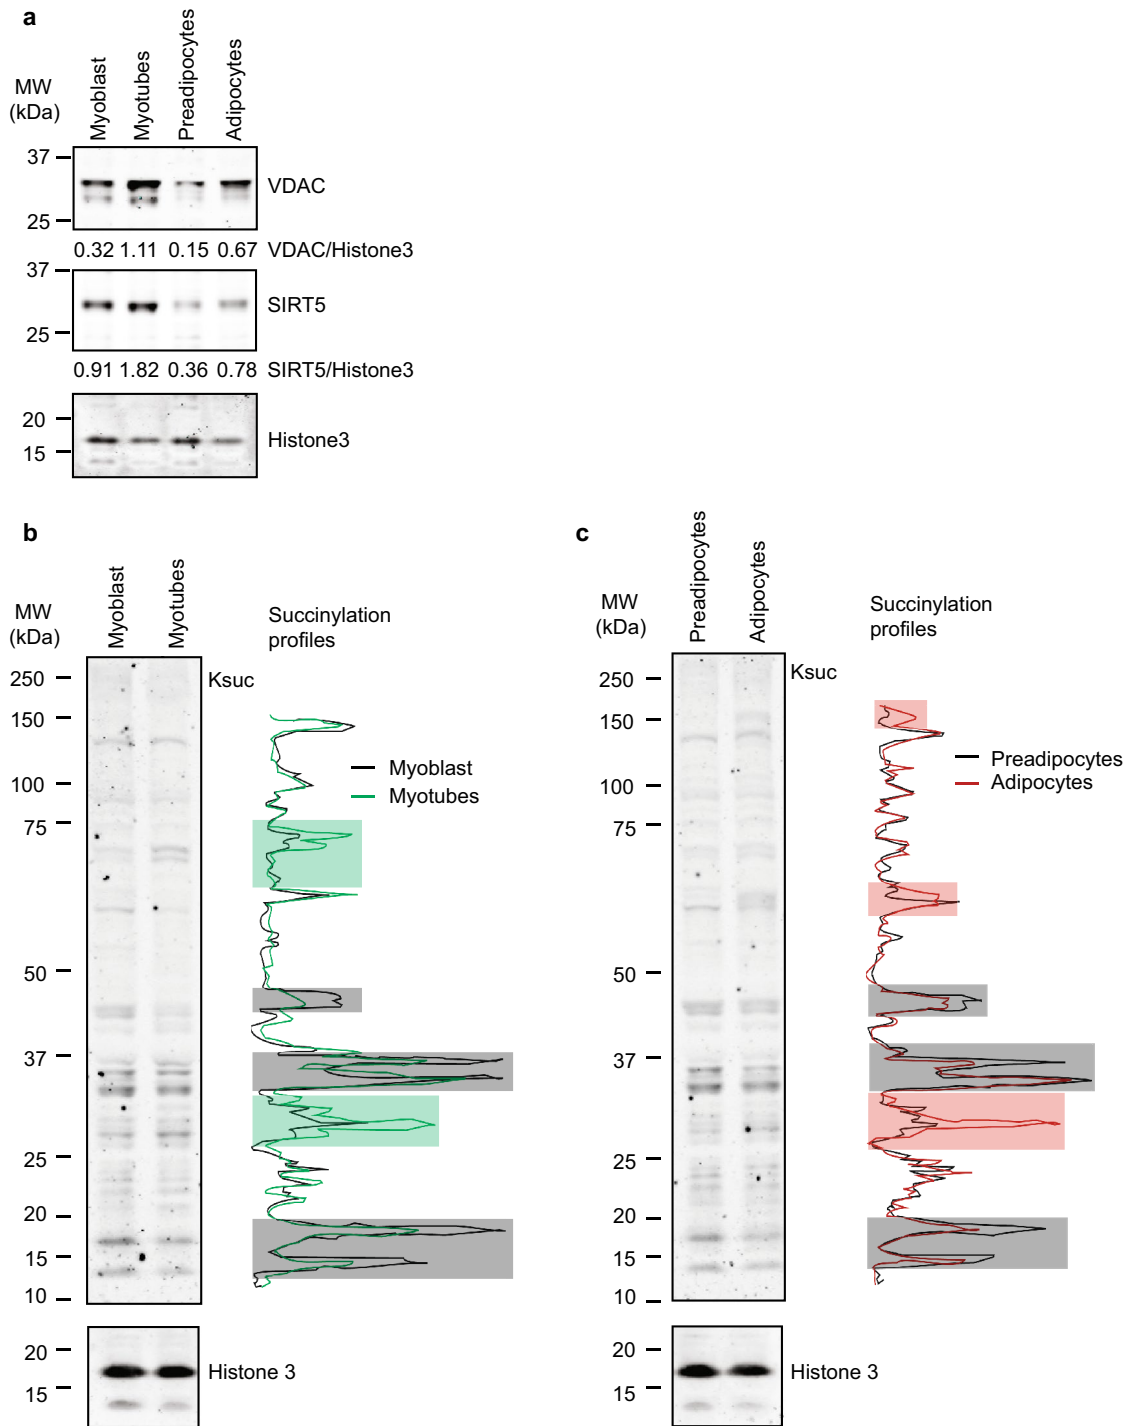 a
MW
(kDa)
Myoblast
Myotubes
Preadipocytes
Adipocytes
37
25
VDAC
0.32 1.11 0.15 0.67 VDAC/Histone3
37
25
SIRT5
0.91 1.82 0.36 0.78 SIRT5/Histone3
20
15
Histone3
b
MW
(kDa)
Myoblast
Myotubes
Succinylation
profiles
Ksuc
250
150
100
75
50
37
25
20
15
10
Myoblast
Myotubes
20
15
Histone 3
c
MW
(kDa)
Preadipocytes
Adipocytes
Succinylation
profiles
Ksuc
250
150
100
75
50
37
25
20
15
10
Preadipocytes
Adipocytes
20
15
Histone 3